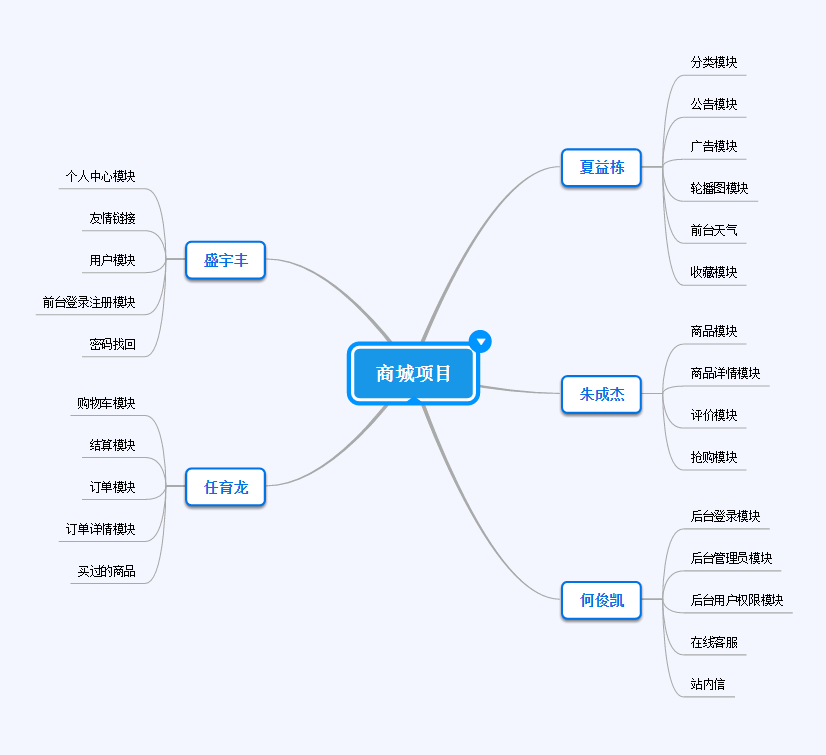 商城项目
夏益栋
分类模块
公告模块
广告模块
轮播图模块
前台天气
收藏模块
朱成杰
商品模块
商品详情模块
评价模块
抢购模块
何俊凯
后台登录模块
后台管理员模块
后台用户权限模块
在线客服
站内信
盛宇丰
个人中心模块
友情链接
用户模块
前台登录注册模块
密码找回
任育龙
购物车模块
结算模块
订单模块
订单详情模块
买过的商品